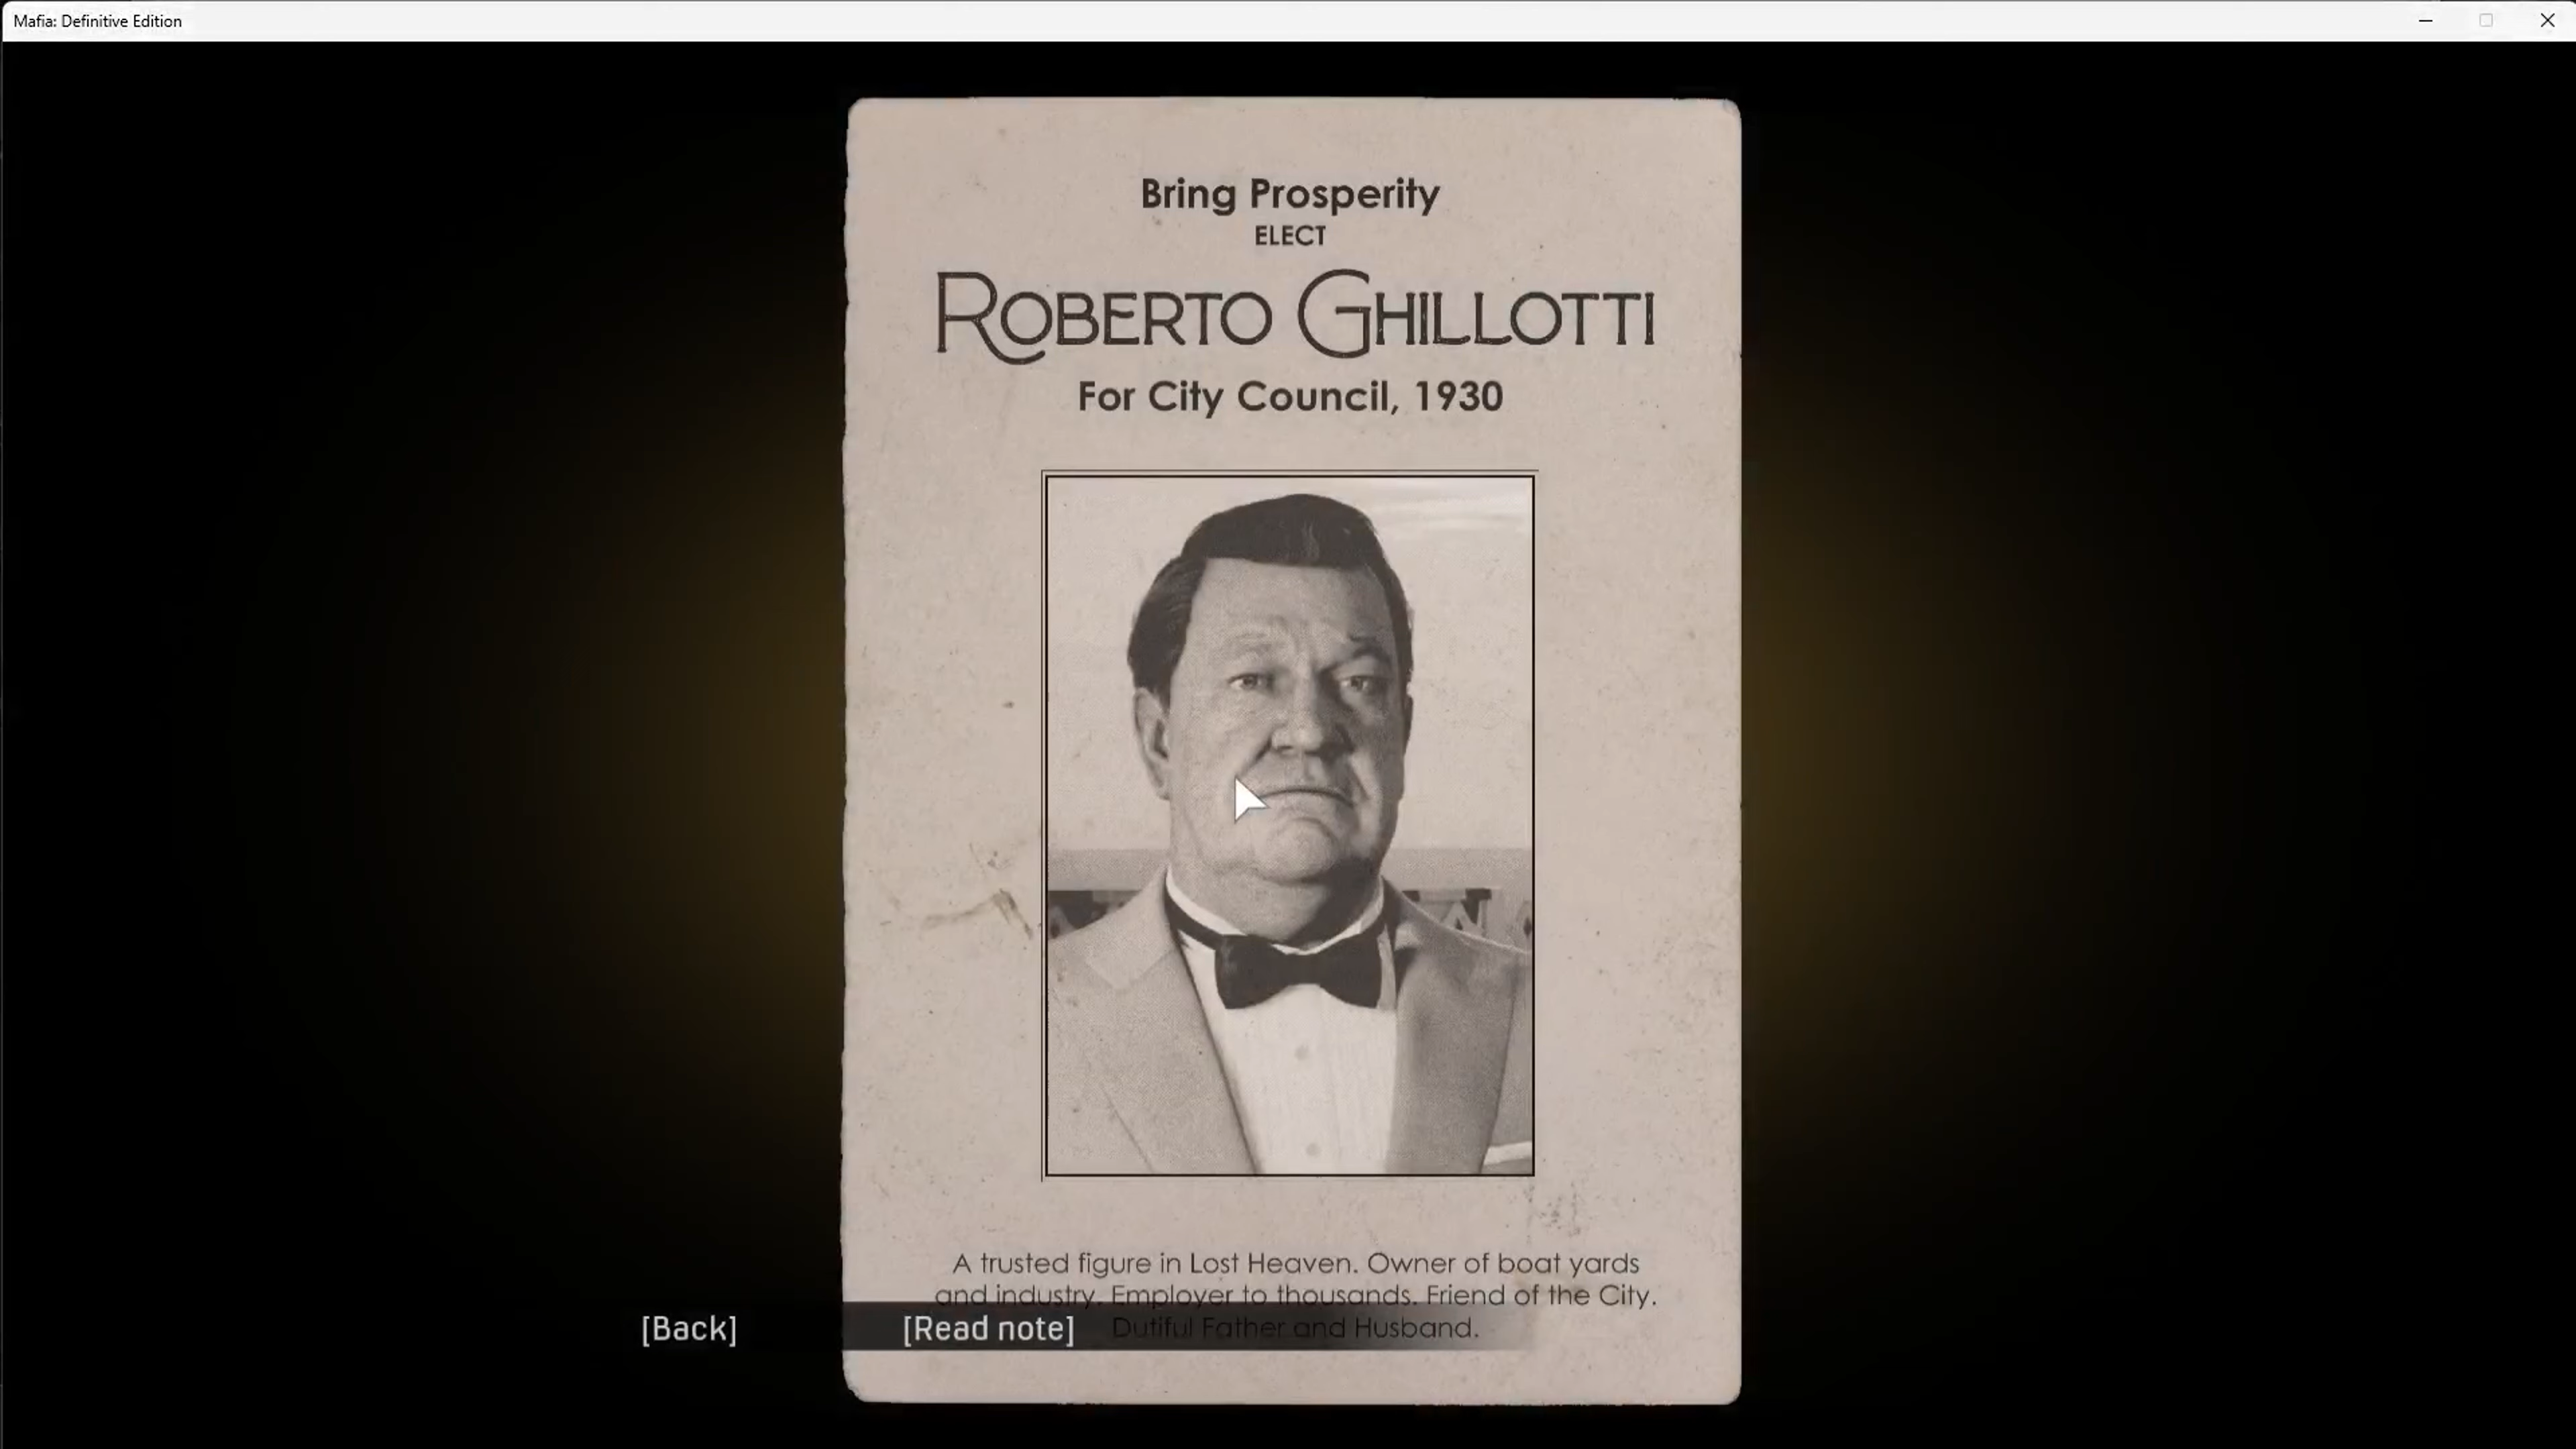 Mafia: Definitive Edition
Bring Prosperity
ELECT
ROBERTO GHILLOTTI
For City Council, 1930
A trusted figure in Lost Heaven. Owner of boat yards
and industry. Employer to thousands. Friend of the City.
Dutiful Father and Husband.
[Back]
[Read note]